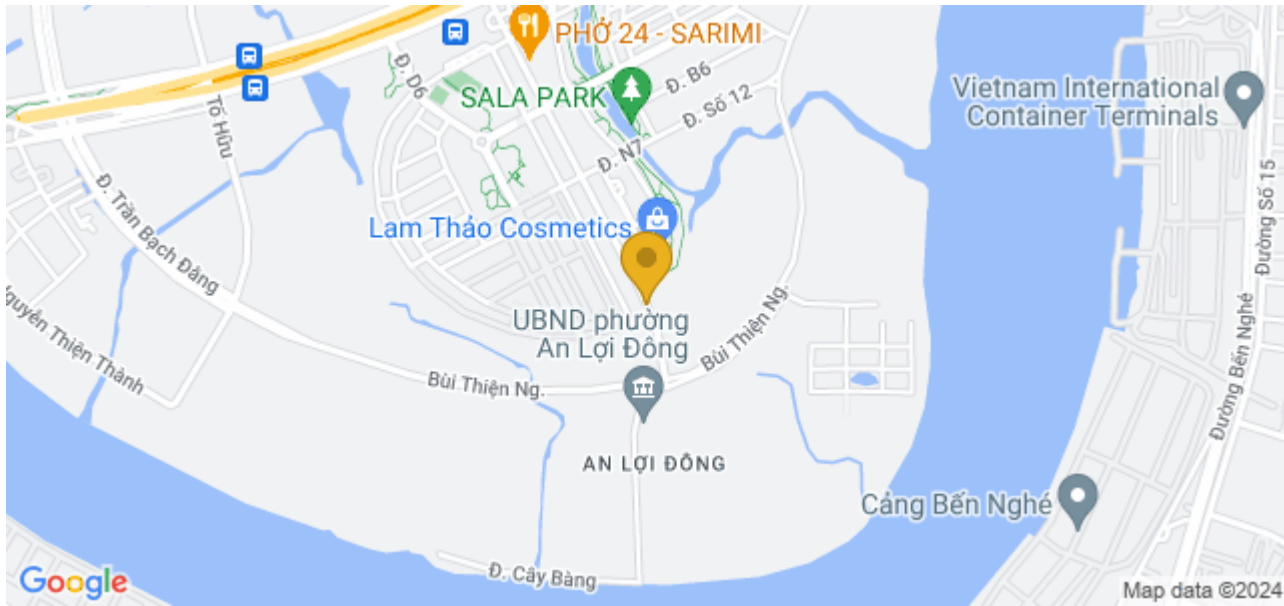 PHỞ 24 - SARIMI
Đ. D6
SALA PARK
Đ. B6
Đ. Số 12
Vietnam International
Container Terminals
Tố Hữu
Đ. N7
Đường Số 15
Đ. Trần Bạch Đằng
Lam Thảo Cosmetics
UBND phường
An Lợi Đông
Bùi Thiện Ng.
Nguyễn Thiện Thành
Bùi Thiện Ng.
Đường Bến Nghé
AN LỢI ĐÔNG
Cảng Bến Nghé
Đ. Cây Bàng
Google
Map data ©2024